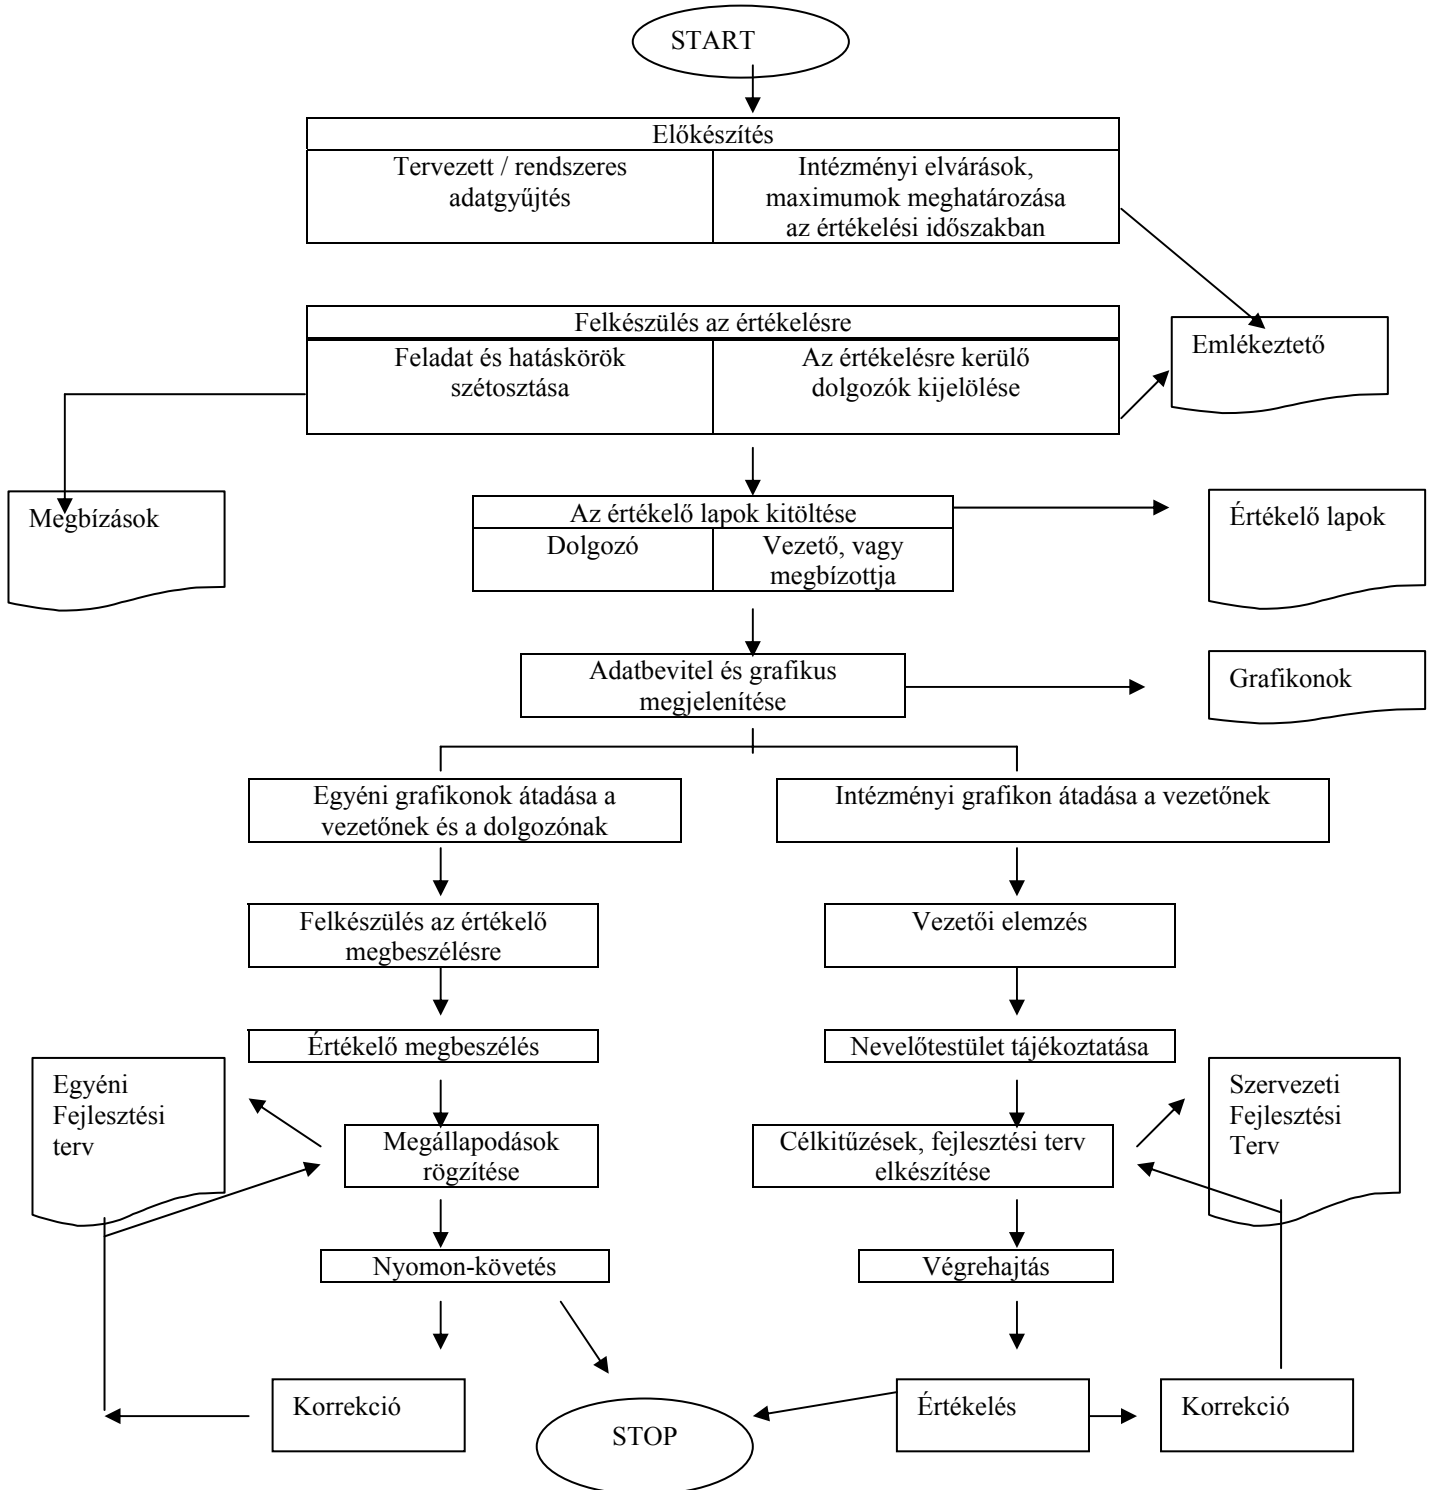 START
Előkészítés
Tervezett / rendszeres
adatgyűjtés
Intézményi elvárások,
maximumok meghatározása
az értékelési időszakban
Felkészülés az értékelésre
Feladat és hatáskörök
szétosztása
Az értékelésre kerülő
dolgozók kijelölése
Emlékeztető
Megbízások
Az értékelő lapok kitöltése
Dolgozó
Vezető, vagy
megbízottja
Értékelő lapok
Adatbevitel és grafikus
megjelenítése
Grafikonok
Egyéni grafikonok átadása a
vezetőnek és a dolgozónak
Intézményi grafikon átadása a vezetőnek
Felkészülés az értékelő
megbeszélésre
Vezetői elemzés
Értékelő megbeszélés
Nevelőtestület tájékoztatása
Egyéni
Fejlesztési
terv
Szervezeti
Fejlesztési
Terv
Megállapodások
rögzítése
Célkitűzések, fejlesztési terv
elkészítése
Nyomon-követés
Végrehajtás
Korrekció
STOP
Értékelés
Korrekció